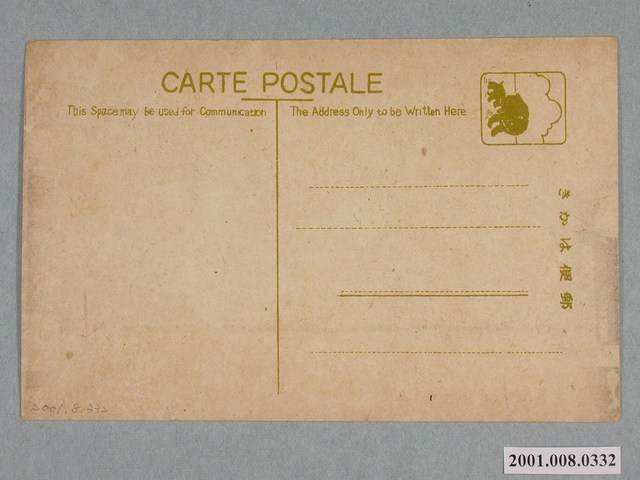 CARTE POSTALE
This Space may be used for Communication
The Address Only to be Written Here
きかは便郵
2001.8.332
2001.008.0332